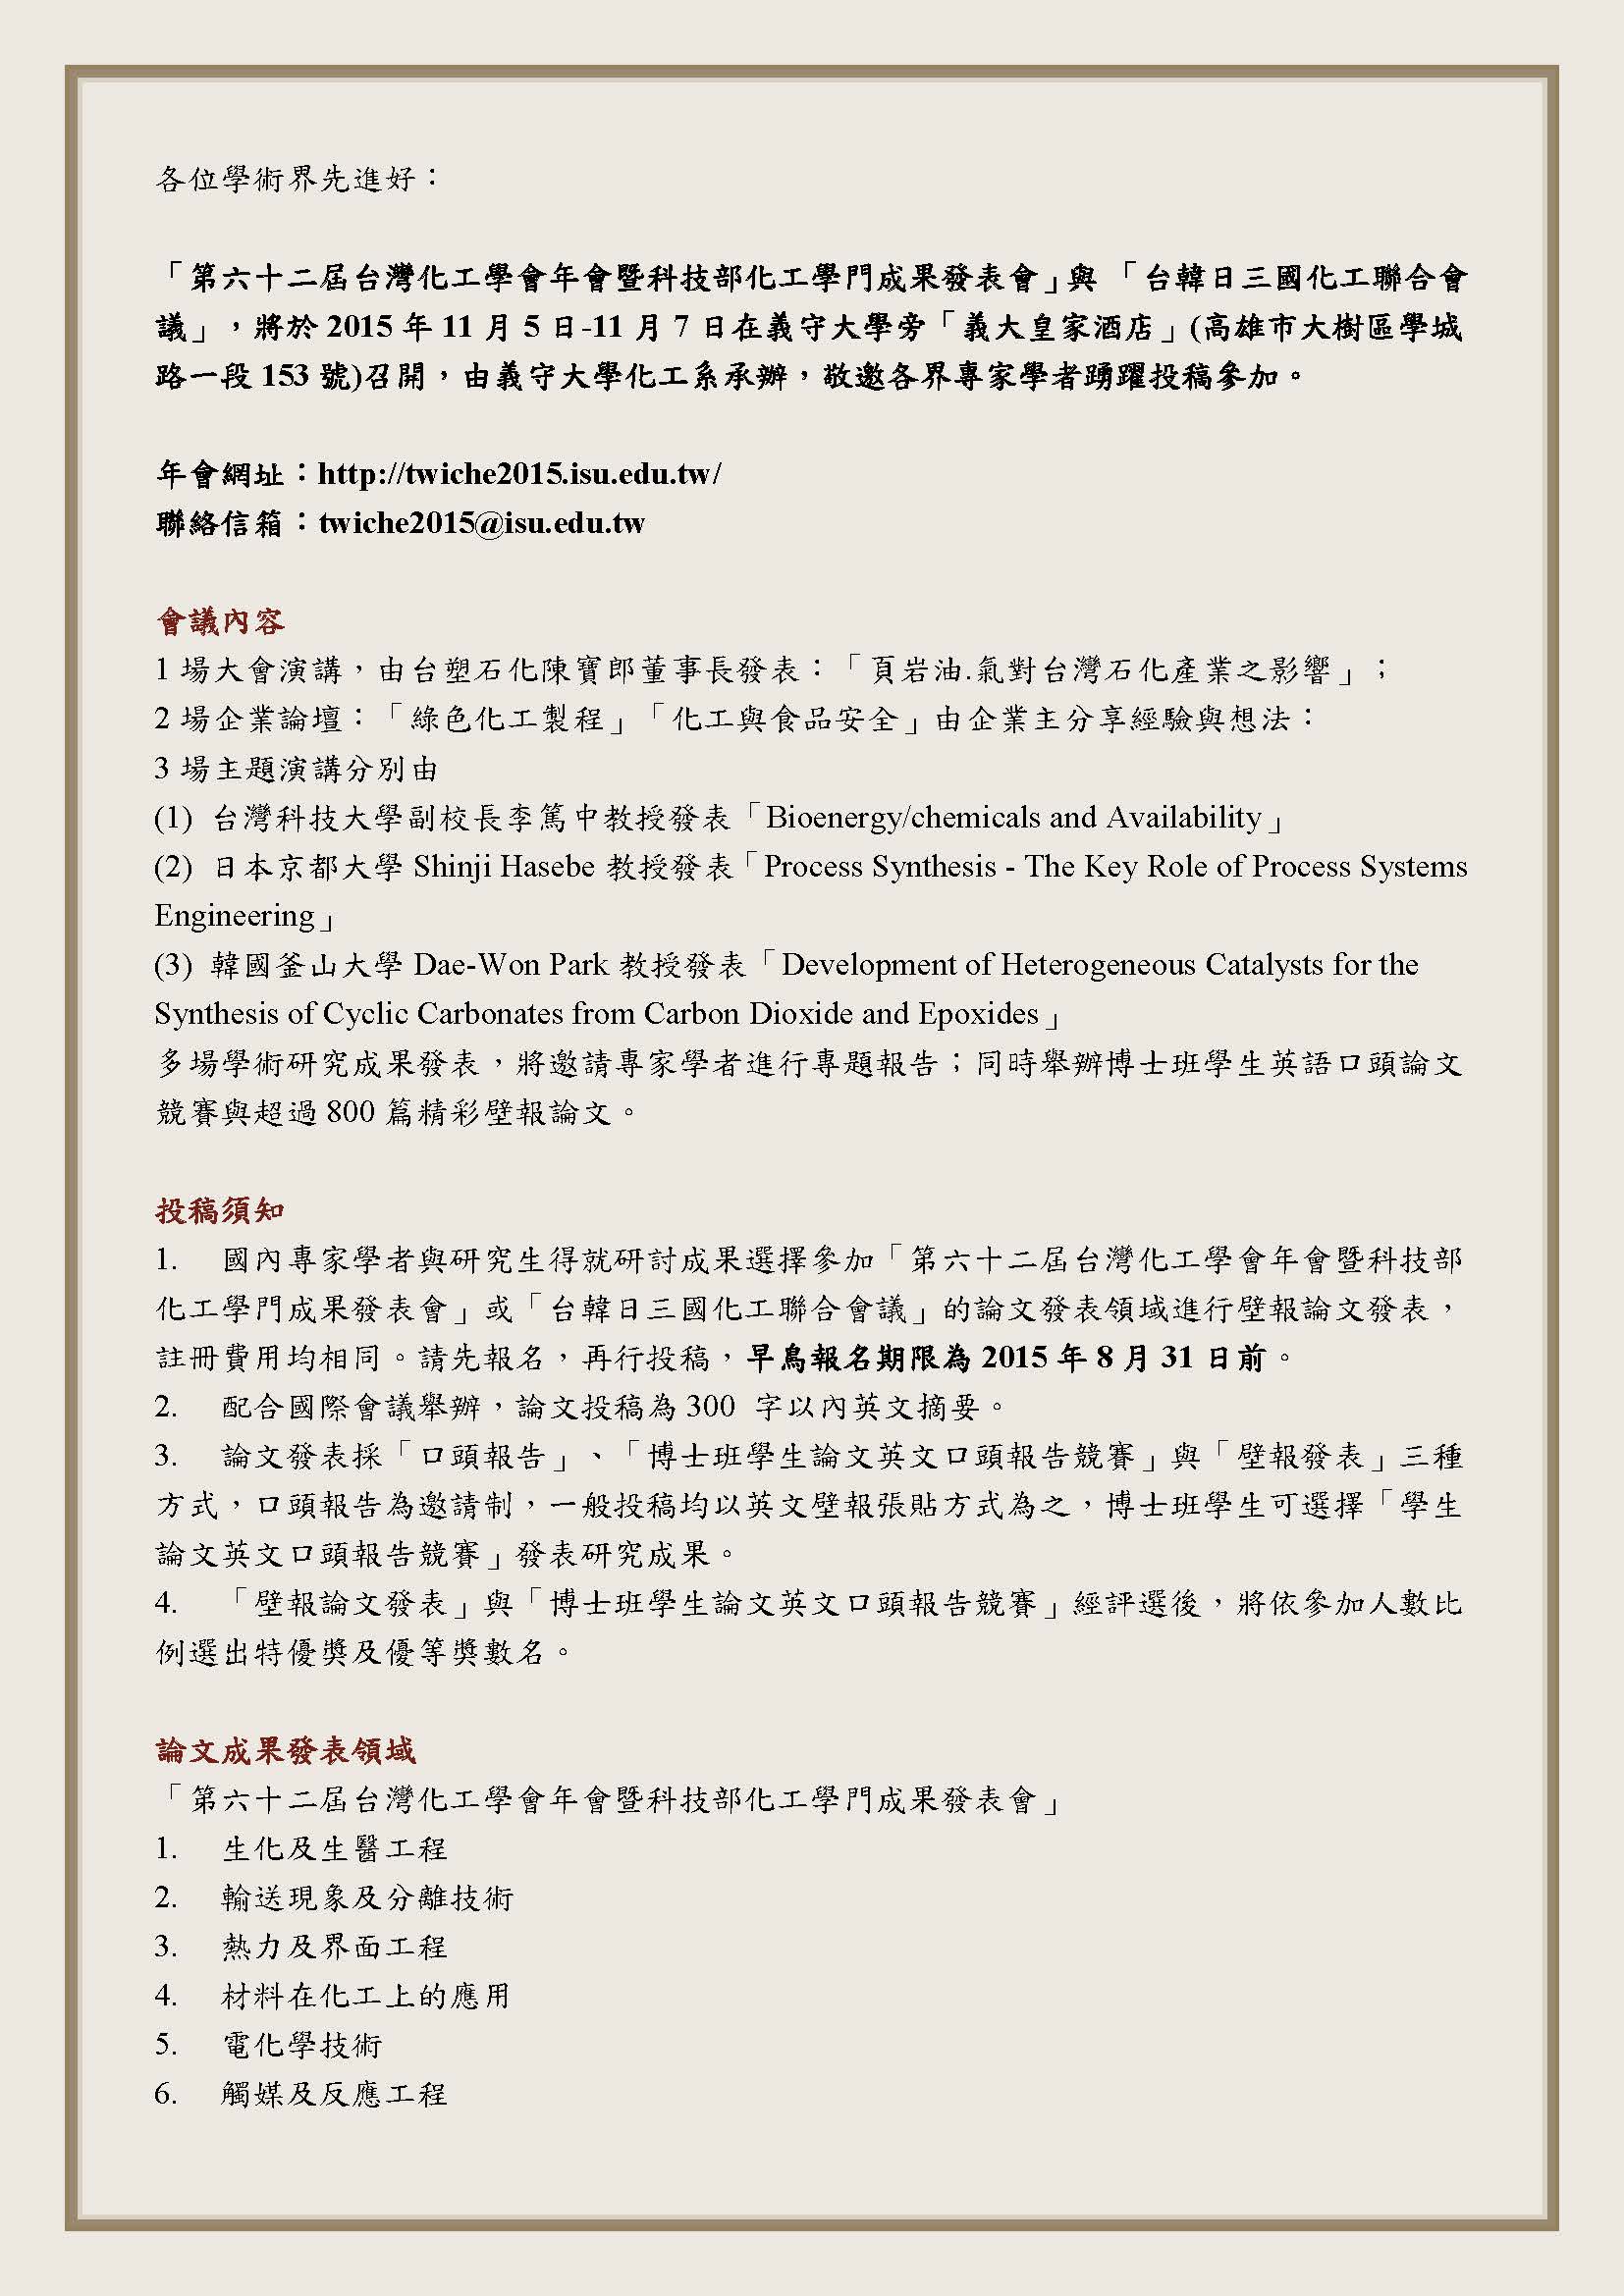 各位學術界先進好：
「第六十二屆台灣化工學會年會暨科技部化工學門成果發表會」與 「台韓日三國化工聯合會
議」，將於 2015 年 11 月 5 日-11 月 7 日在義守大學旁「義大皇家酒店」(高雄市大樹區學城
路一段 153 號)召開，由義守大學化工系承辦，敬邀各界專家學者踴躍投稿參加。
年會網址：http://twiche2015.isu.edu.tw/
聯絡信箱：twiche2015@isu.edu.tw
會議內容
1 場大會演講，由台塑石化陳寶郎董事長發表：「頁岩油.氣對台灣石化產業之影響」；
2 場企業論壇：「綠色化工製程」「化工與食品安全」由企業主分享經驗與想法：
3 場主題演講分別由
(1) 台灣科技大學副校長李篤中教授發表「Bioenergy/chemicals and Availability」
(2) 日本京都大學 Shinji Hasebe 教授發表「Process Synthesis - The Key Role of Process Systems
Engineering」
(3) 韓國釜山大學 Dae-Won Park 教授發表「Development of Heterogeneous Catalysts for the
Synthesis of Cyclic Carbonates from Carbon Dioxide and Epoxides」
多場學術研究成果發表，將邀請專家學者進行專題報告；同時舉辦博士班學生英語口頭論文
競賽與超過 800 篇精彩壁報論文。
投稿須知
1. 國內專家學者與研究生得就研討成果選擇參加「第六十二屆台灣化工學會年會暨科技部
化工學門成果發表會」或「台韓日三國化工聯合會議」的論文發表領域進行壁報論文發表，
註冊費用均相同。請先報名，再行投稿，早鳥報名期限為 2015 年 8 月 31 日前。
2. 配合國際會議舉辦，論文投稿為 300 字以內英文摘要。
3. 論文發表採「口頭報告」、「博士班學生論文英文口頭報告競賽」與「壁報發表」三種
方式，口頭報告為邀請制，一般投稿均以英文壁報張貼方式為之，博士班學生可選擇「學生
論文英文口頭報告競賽」發表研究成果。
4. 「壁報論文發表」與「博士班學生論文英文口頭報告競賽」經評選後，將依參加人數比
例選出特優獎及優等獎數名。
論文成果發表領域
「第六十二屆台灣化工學會年會暨科技部化工學門成果發表會」
1. 生化及生醫工程
2. 輸送現象及分離技術
3. 熱力及界面工程
4. 材料在化工上的應用
5. 電化學技術
6. 觸媒及反應工程